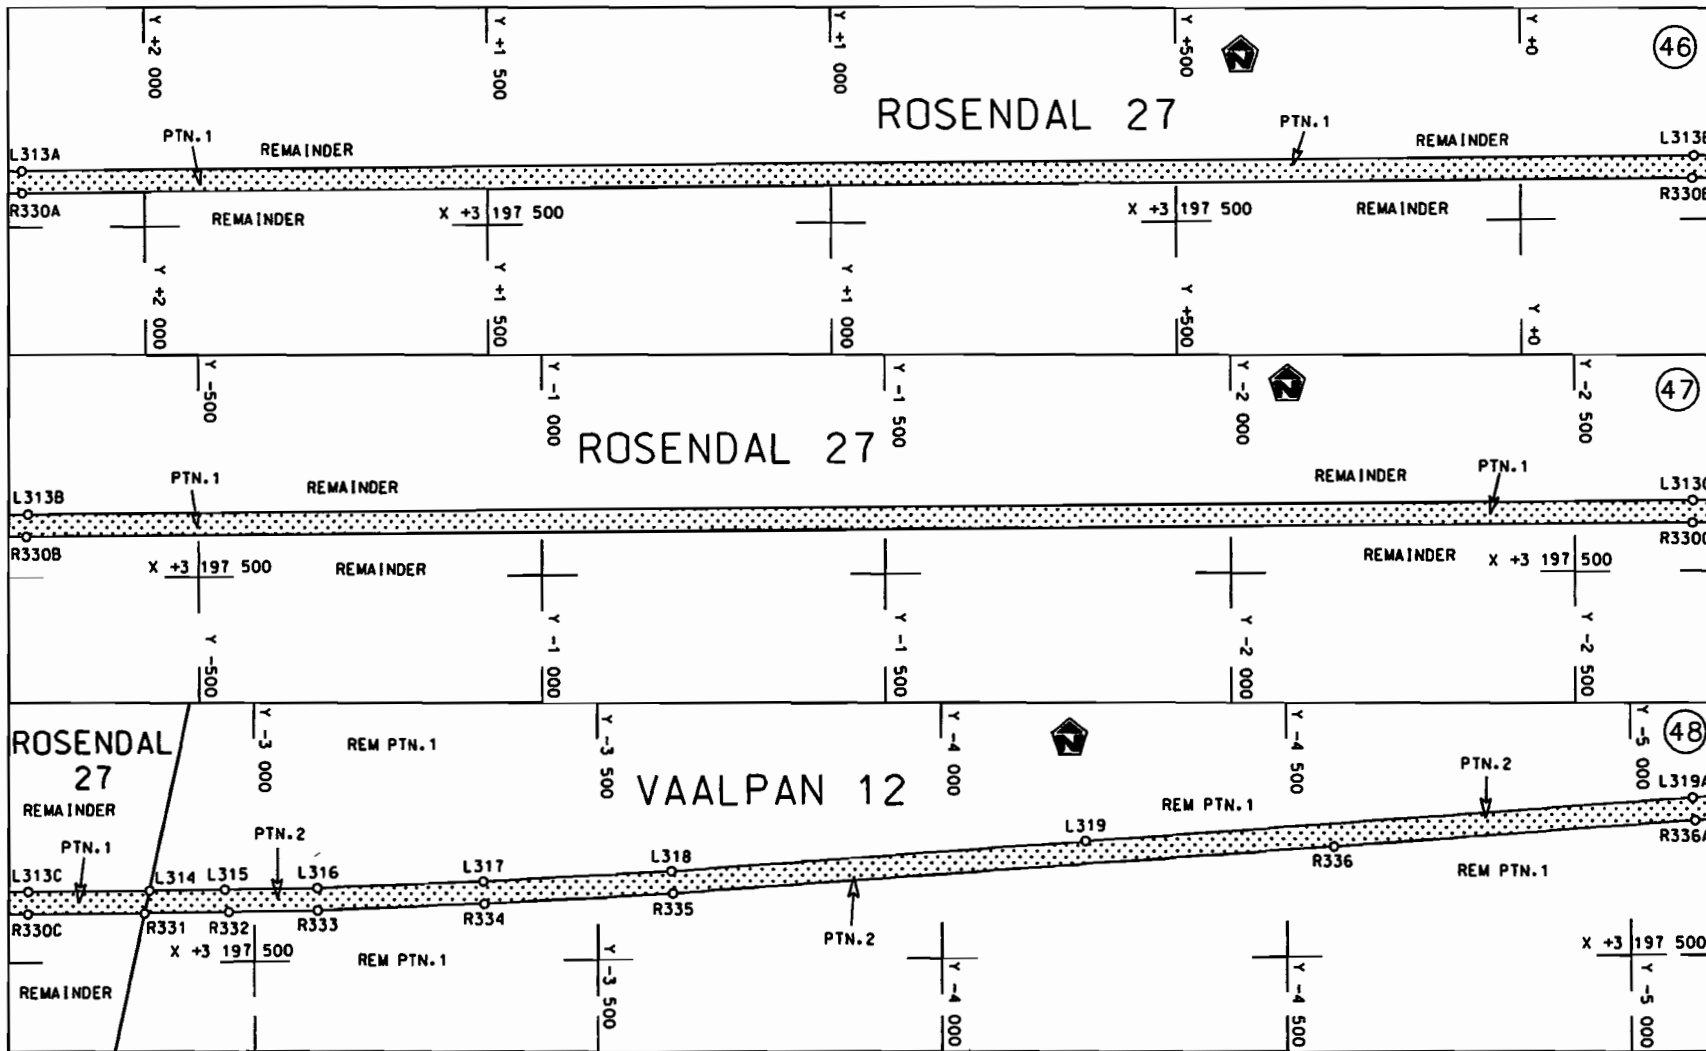 Y +2 000
Y +1 500
Y +1 000
Y +500
Y +0
46
N
ROSENDAL 27
PTN.1
REMAINDER
PTN.1
REMAINDER
L313A
L313B
R330A
REMAINDER
X +3 197 500
X +3 197 500
REMAINDER
R330B
Y +2 000
Y +1 500
Y +1 000
Y +500
Y +0
Y -500
Y -1 000
Y -1 500
Y -2 000
N
Y -2 500
47
ROSENDAL 27
PTN.1
REMAINDER
REMAINDER
PTN.1
L313B
L313C
R330B
X +3 197 500
REMAINDER
REMAINDER
X +3 197 500
R330C
Y -500
Y -1 000
Y -1 500
Y -2 000
Y -2 500
ROSENDAL
27
Y -3 000
REM PTN.1
Y -3 500
Y -4 000
N
Y -4 500
Y -5 000
48
VAALPAN 12
REMAINDER
PTN.1
PTN.2
REM PTN.1
PTN.2
L319A
L313C
L314
L315
L316
L317
L318
L319
R336A
R330C
R331
R332
R333
R334
R335
R336
REM PTN.1
PTN.2
X +3 197 500
REM PTN.1
X +3 197 500
REMAINDER
Y -3 500
Y -4 000
Y -4 500
Y -5 000